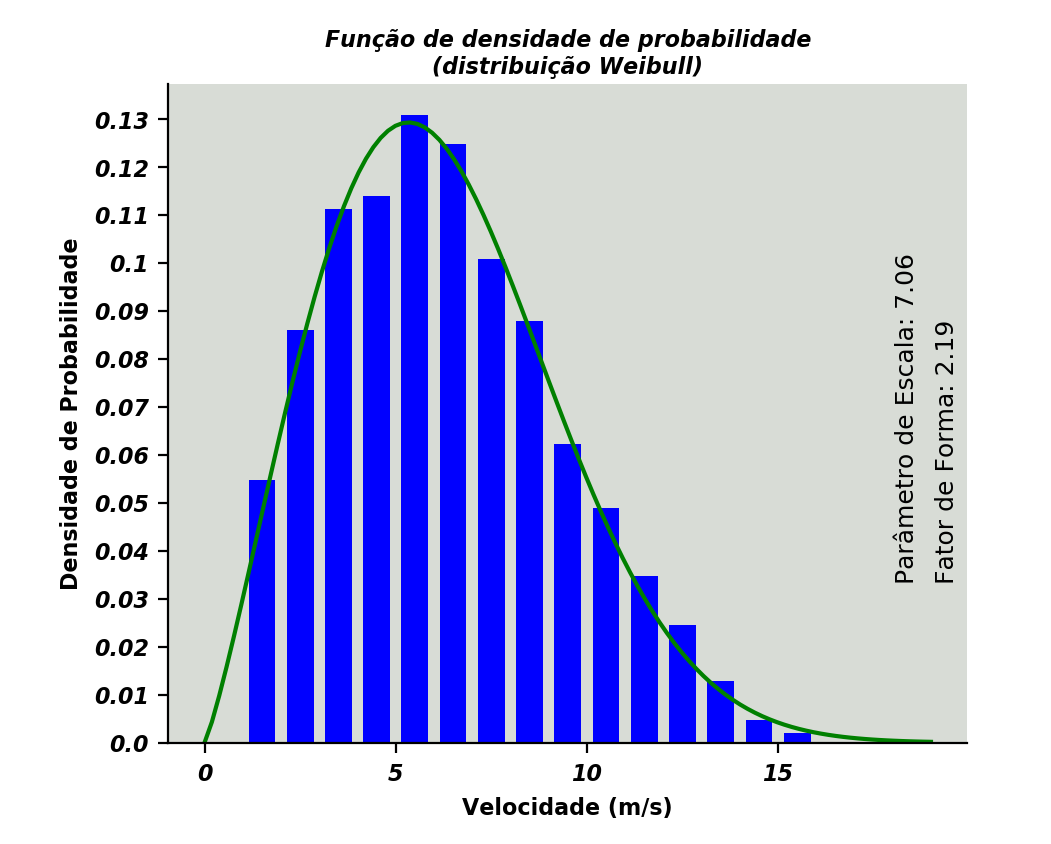 Função de densidade de probabilidade
(distribuição Weibull)
Densidade de Probabilidade
0.13
0.12
0.11
0.1
0.09
0.08
0.07
0.06
0.05
0.04
0.03
0.02
0.01
0.0
Parâmetro de Escala: 7.06
Fator de Forma: 2.19
0 5 10 15
Velocidade (m/s)